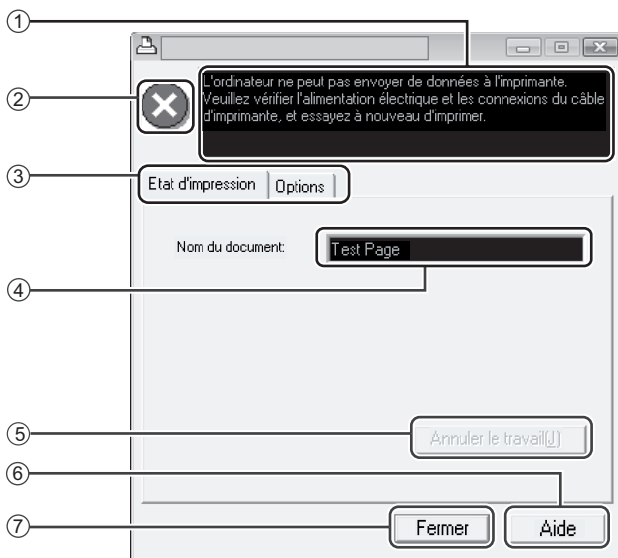 ①
L'ordinateur ne peut pas envoyer de données à l'imprimante.
Veuillez vérifier l'alimentation électrique et les connexions du câble
d'imprimante, et essayez à nouveau d'imprimer.
②
③
Etat d'impression Options
Nom du document: Test Page
④
⑤
Annuler le travail(J)
⑥
⑦
Fermer Aide